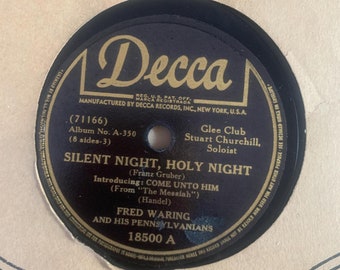 Decca
REG. U.S. PAT. OFF.
MARCA REGISTRADA
MANUFACTURED BY DECCA RECORDS, INC., NEW YORK, U.S.A.
(71166)
Album No. A-350
(8 sides-3)
Glee Club
Stuart Churchill,
Soloist
SILENT NIGHT, HOLY NIGHT
(Franz Gruber)
Introducing: COME UNTO HIM
(From "The Messiah")
(Handel)
FRED WARING
AND HIS PENNSYLVANIANS
18500 A